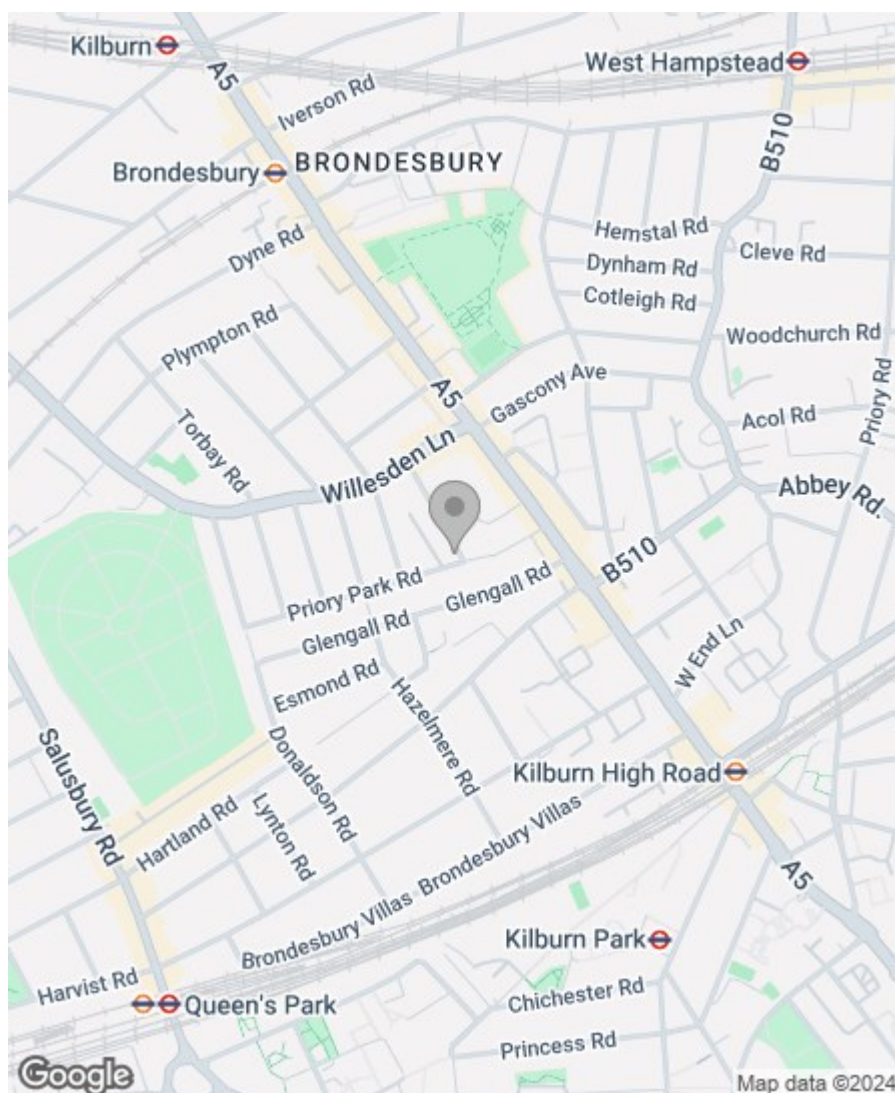 Kilburn
West Hampstead
A5
Iverson Rd
B510
Brondesbury
BRONDESBURY
Hemstal Rd
Cleve Rd
Dyne Rd
Dynham Rd
Cotleigh Rd
Plympton Rd
Woodchurch Rd
Priory Rd
A5
Gascony Ave
Acol Rd
Torbay Rd
Willesden Ln
Abbey Rd.
B510
Priory Park Rd
Glengall Rd
Glengall Rd
Esmond Rd
W End Ln
Hazelmere Rd
Salusbury Rd
Donaldson Rd
Kilburn High Road
Hartland Rd
Lynton Rd
Brondesbury Villas
A5
Brondesbury Villas
Kilburn Park
Harvist Rd
Queen's Park
Chichester Rd
Princess Rd
Google
Map data ©2024